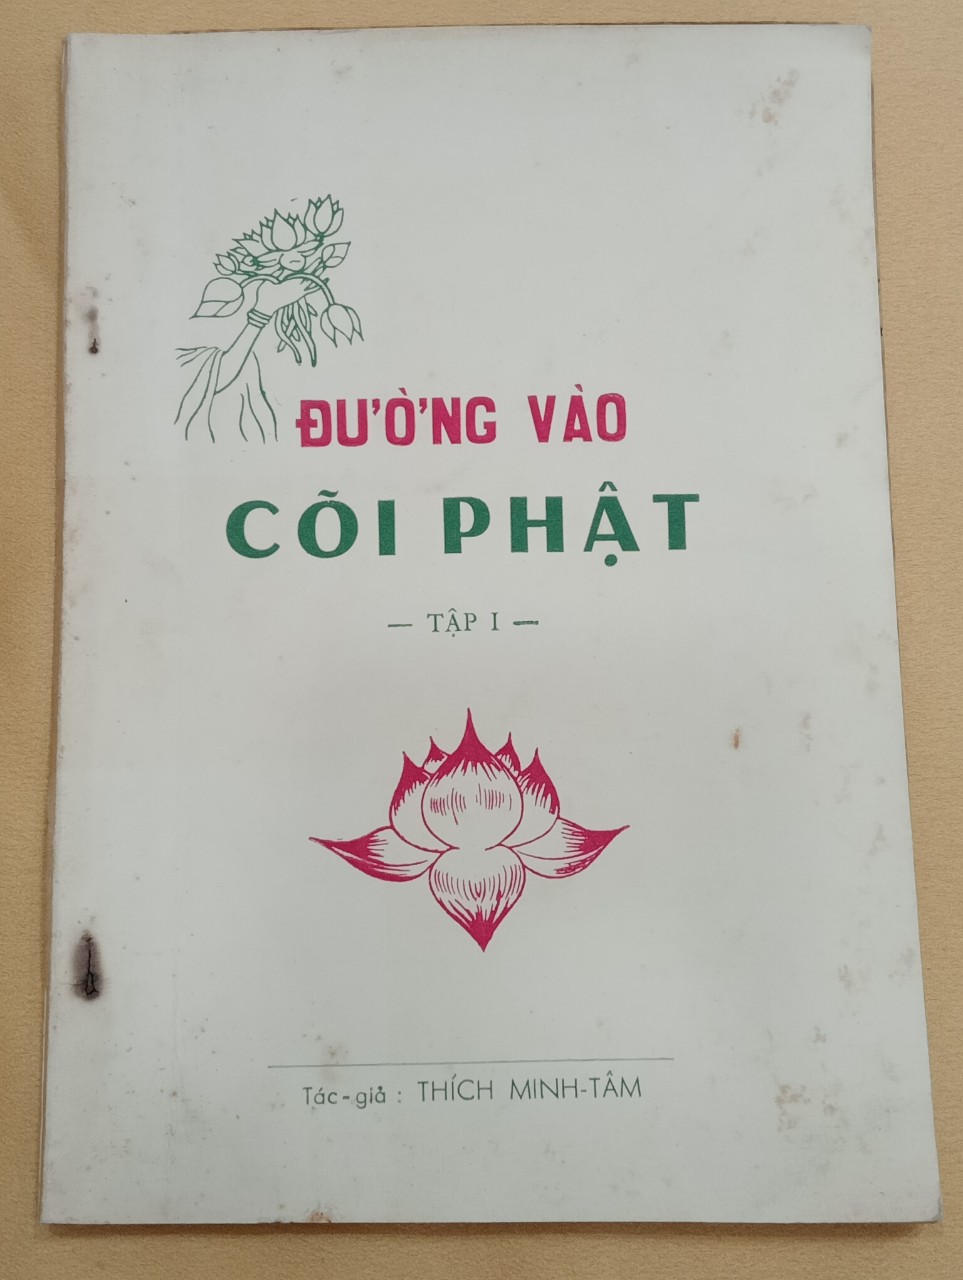 ĐƯỜNG VÀO
CÕI PHẬT
— TẬP I —
Tác-giả : THÍCH MINH-TÂM